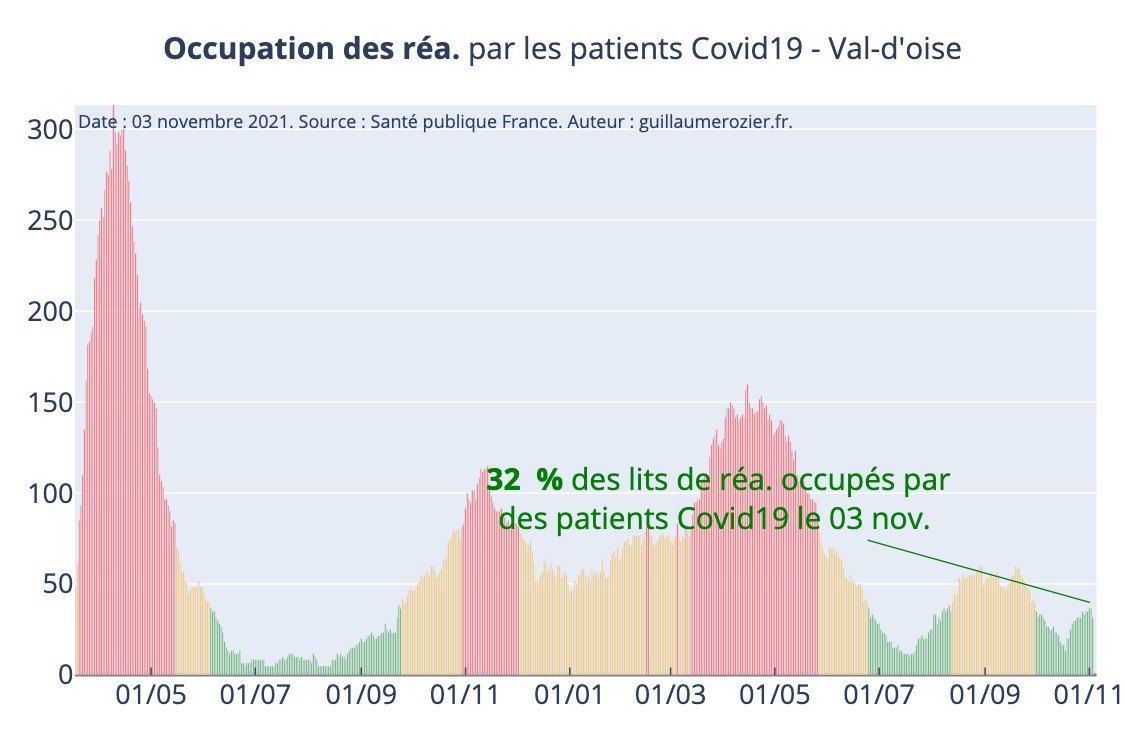 Occupation des réa. par les patients Covid19 - Val-d'oise
Date : 03 novembre 2021. Source : Santé publique France. Auteur : guillaumerozier.fr.
300
250
200
150
100
50
0
32 % des lits de réa. occupés par
des patients Covid19 le 03 nov.
01/05 01/07 01/09 01/11 01/01 01/03 01/05 01/07 01/09 01/11